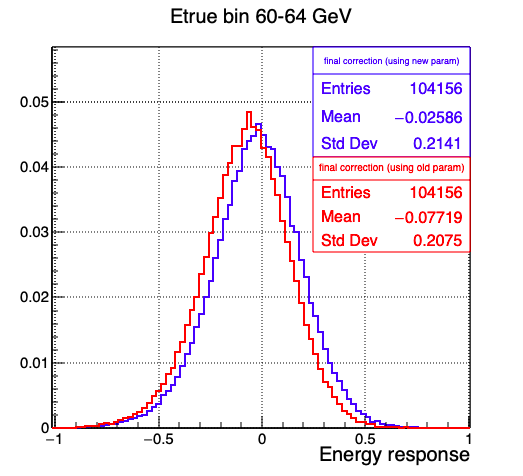 Etrue bin 60-64 GeV
final correction (using new param)
Entries 104156
Mean −0.02586
Std Dev 0.2141
final correction (using old param)
Entries 104156
Mean −0.07719
Std Dev 0.2075
0.05
0.04
0.03
0.02
0.01
0
−1 −0.5 0 0.5 1
Energy response